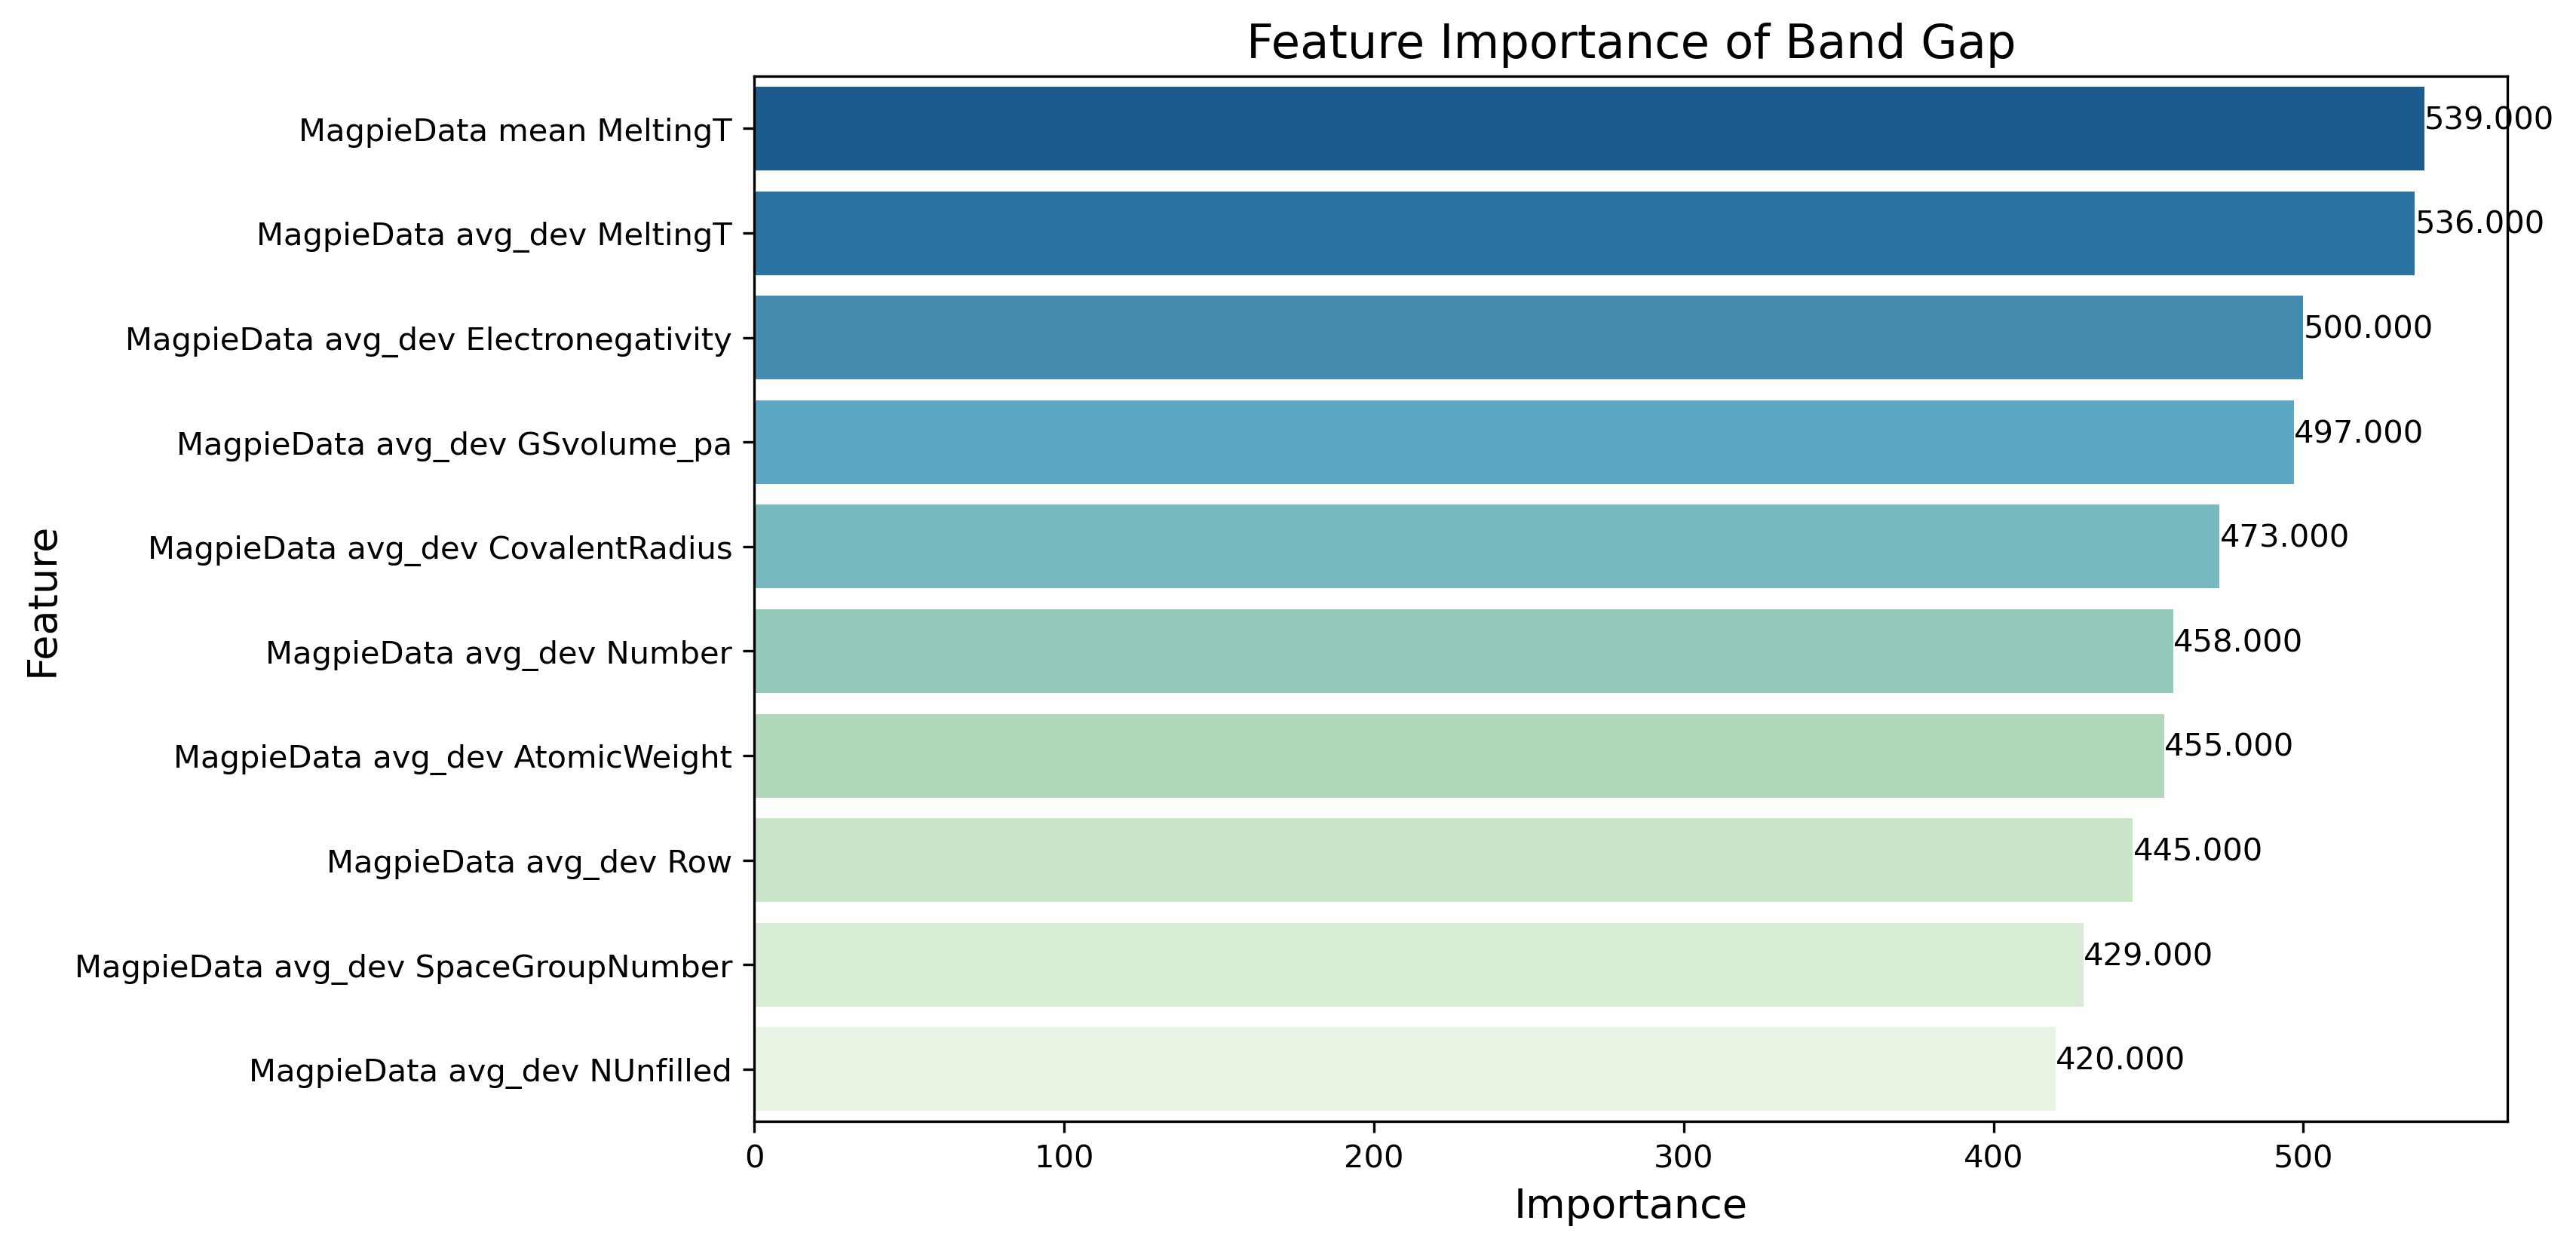 Feature Importance of Band Gap
MagpieData mean MeltingT
539.000
MagpieData avg_dev MeltingT
536.000
MagpieData avg_dev Electronegativity
500.000
MagpieData avg_dev GSvolume_pa
497.000
MagpieData avg_dev CovalentRadius
473.000
MagpieData avg_dev Number
458.000
MagpieData avg_dev AtomicWeight
455.000
MagpieData avg_dev Row
445.000
MagpieData avg_dev SpaceGroupNumber
429.000
MagpieData avg_dev NUnfilled
420.000
Feature
0 100 200 300 400 500
Importance